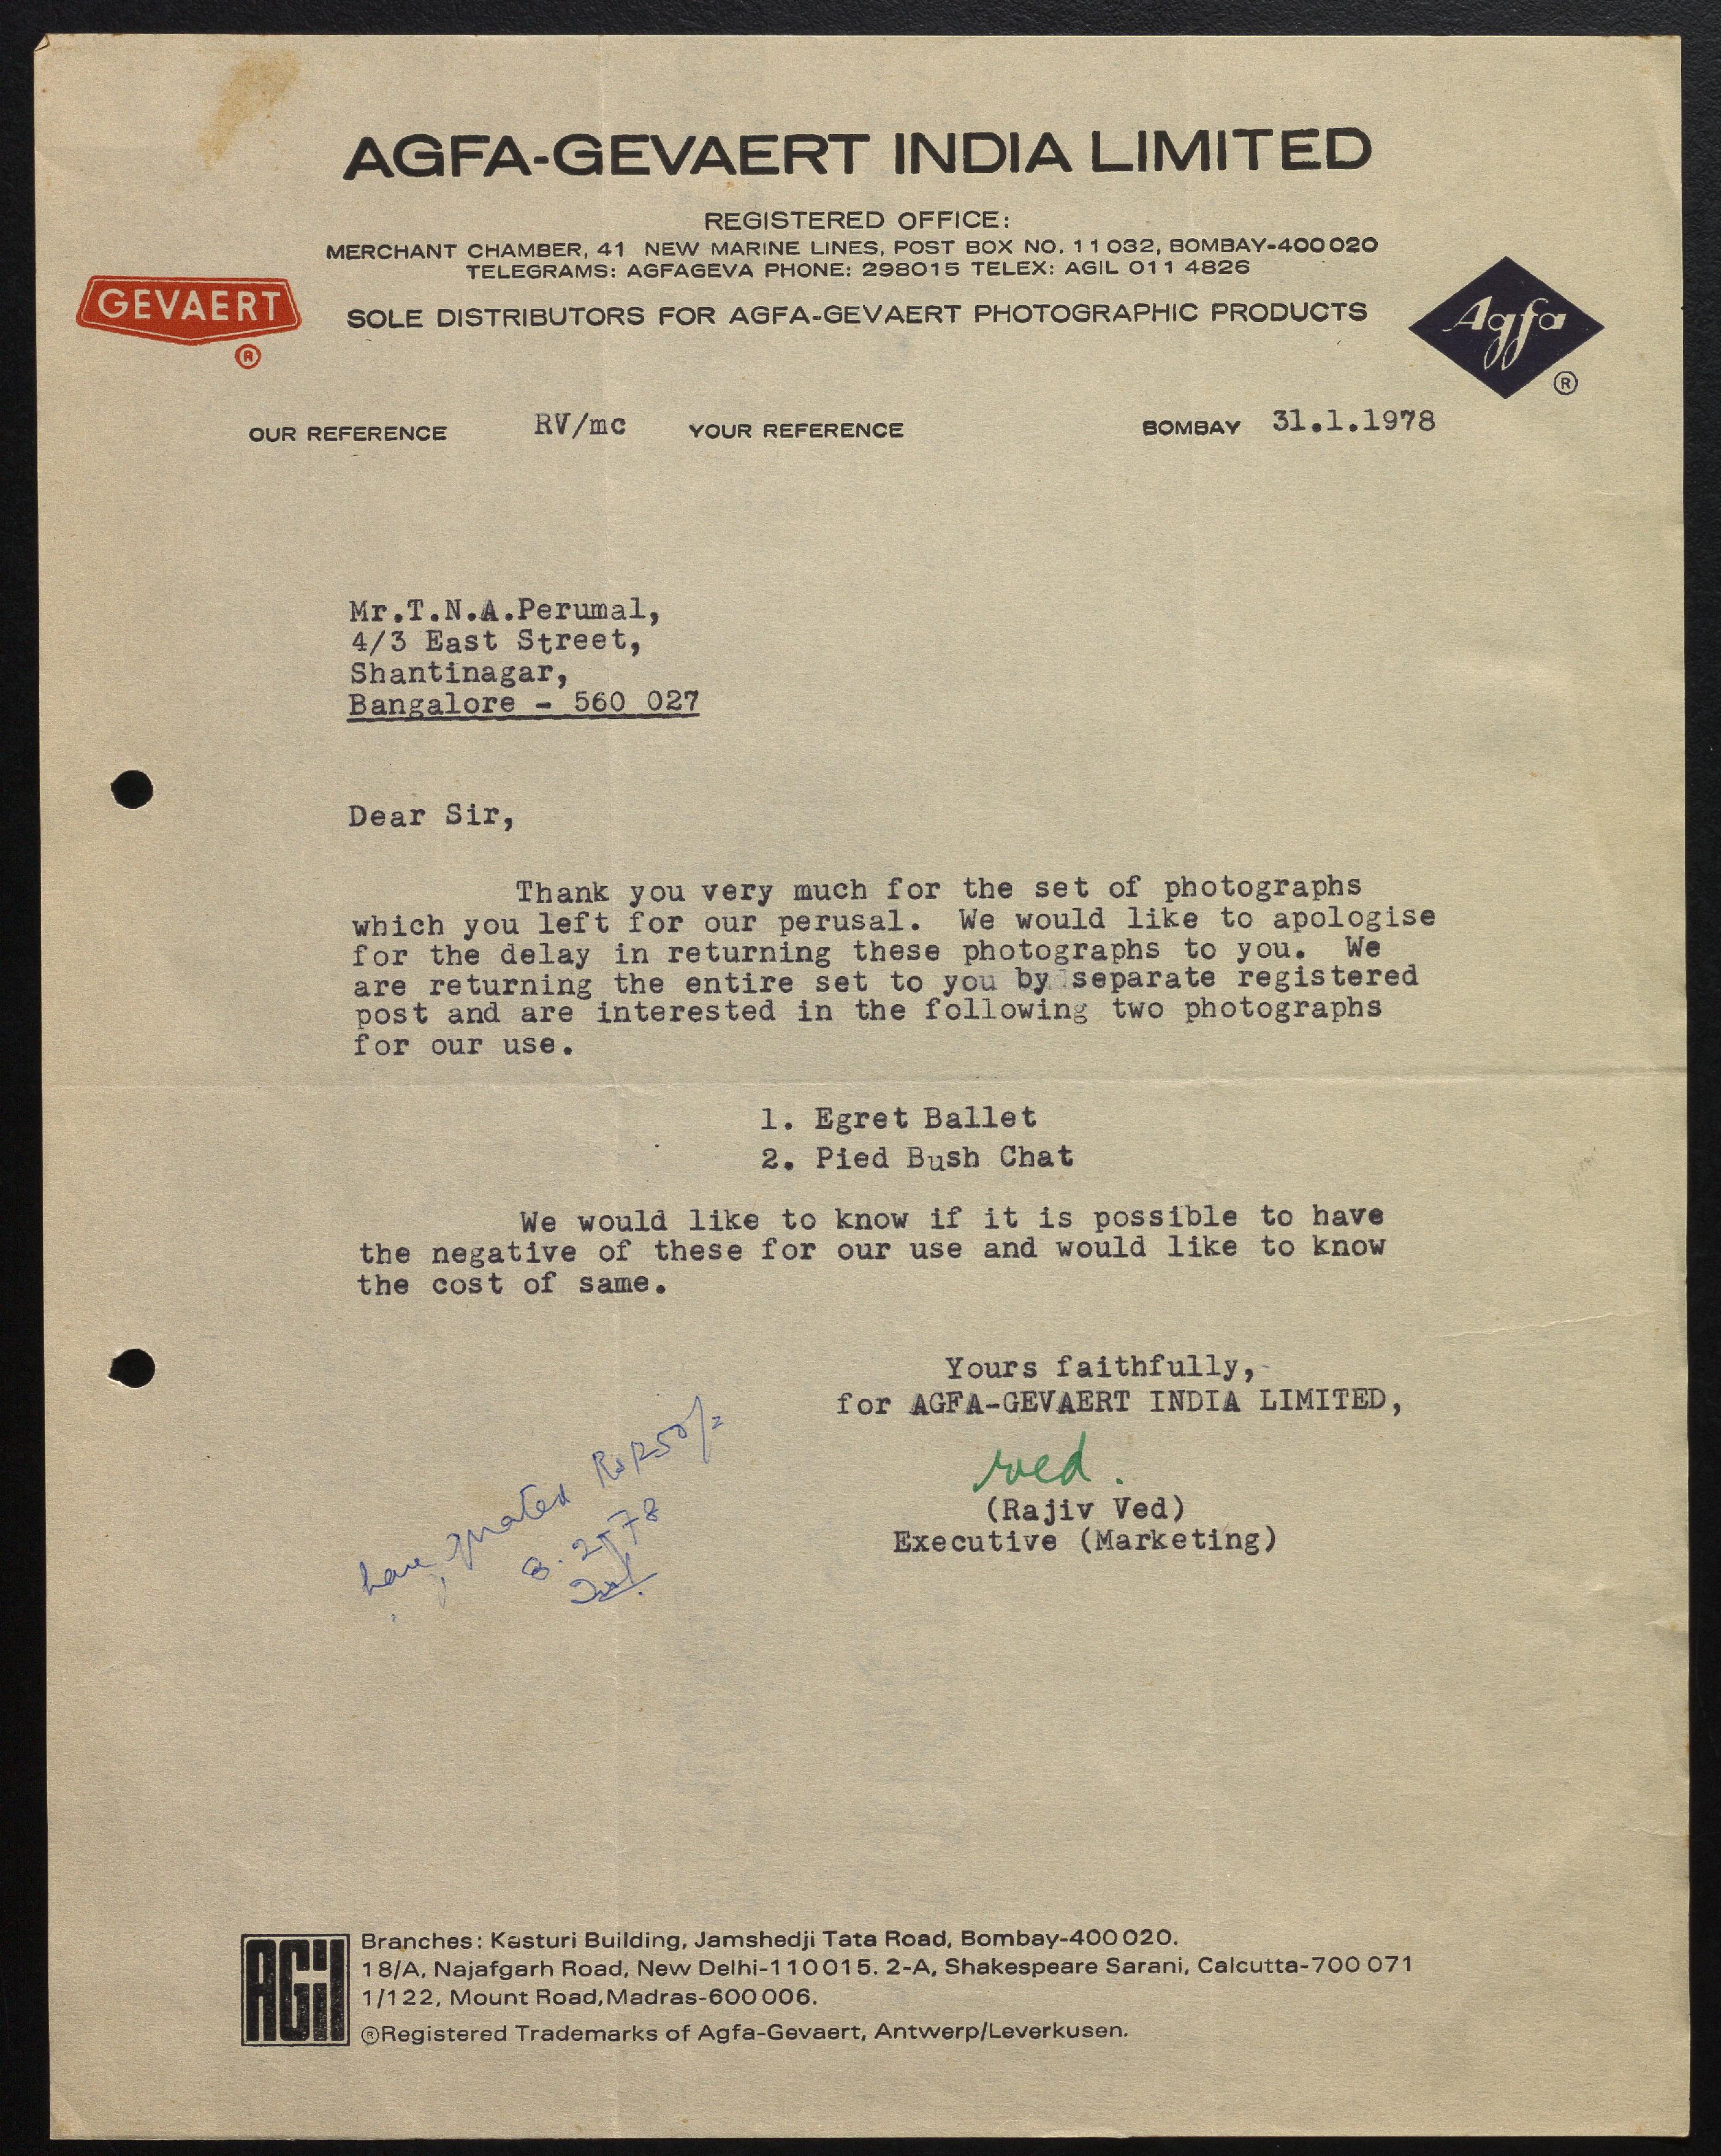 AGFA-GEVAERT INDIA LIMITED
REGISTERED OFFICE:
MERCHANT CHAMBER, 41 NEW MARINE LINES, POST BOX NO. 11032, BOMBAY-400020
TELEGRAMS: AGFAGEVA PHONE: 298015 TELEX: AGIL 011 4826
GEVAERT
®
SOLE DISTRIBUTORS FOR AGFA-GEVAERT PHOTOGRAPHIC PRODUCTS
Agfa
®
OUR REFERENCE RV/mc YOUR REFERENCE BOMBAY 31.1.1978
Mr.T.N.A.Perumal,
4/3 East Street,
Shantinagar,
Bangalore - 560 027
Dear Sir,
Thank you very much for the set of photographs
which you left for our perusal. We would like to apologise
for the delay in returning these photographs to you. We
are returning the entire set to you by separate registered
post and are interested in the following two photographs
for our use.
1. Egret Ballet
2. Pied Bush Chat
We would like to know if it is possible to have
the negative of these for our use and would like to know
the cost of same.
Yours faithfully,
for AGFA-GEVAERT INDIA LIMITED,
ved.
(Rajiv Ved)
Executive (Marketing)
have quoted
8.2.78
AGIL
Branches: Kasturi Building, Jamshedji Tata Road, Bombay-400020.
18/A, Najafgarh Road, New Delhi-110015. 2-A, Shakespeare Sarani, Calcutta-700 071
1/122, Mount Road, Madras-600006.
®Registered Trademarks of Agfa-Gevaert, Antwerp/Leverkusen.